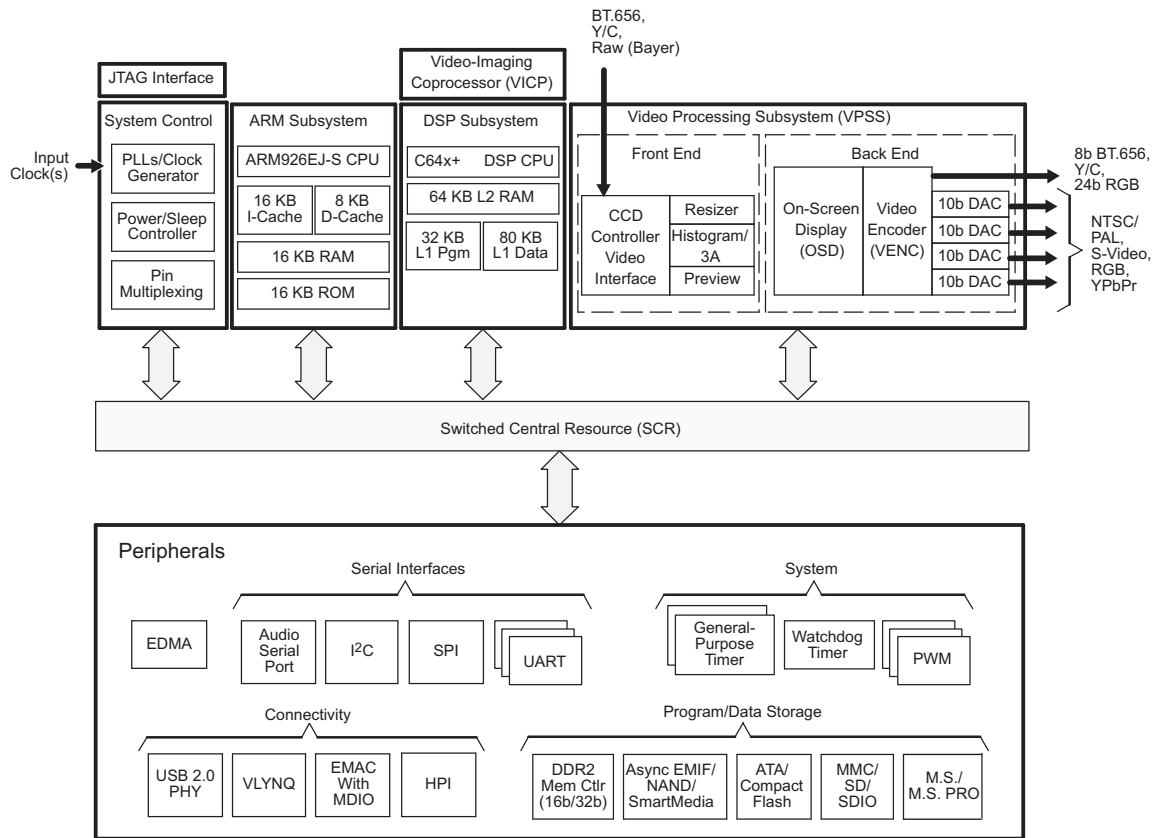 BT.656,
Y/C,
Raw (Bayer)
JTAG Interface
Video-Imaging
Coprocessor (VICP)
System Control
ARM Subsystem
DSP Subsystem
Video Processing Subsystem (VPSS)
Input
Clock(s)
PLLs/Clock
Generator
Power/Sleep
Controller
Pin
Multiplexing
ARM926EJ-S CPU
16 KB
I-Cache
8 KB
D-Cache
16 KB RAM
16 KB ROM
C64x+ DSP CPU
64 KB L2 RAM
32 KB
L1 Pgm
80 KB
L1 Data
Front End
CCD
Controller
Video
Interface
Resizer
Histogram/
3A
Preview
Back End
On-Screen
Display
(OSD)
Video
Encoder
(VENC)
10b DAC
10b DAC
10b DAC
10b DAC
8b BT.656,
Y/C,
24b RGB
NTSC/
PAL,
S-Video,
RGB,
YPbPr
Switched Central Resource (SCR)
Peripherals
Serial Interfaces
System
EDMA
Audio
Serial
Port
I²C
SPI
UART
General-
Purpose
Timer
Watchdog
Timer
PWM
Connectivity
Program/Data Storage
USB 2.0
PHY
VLYNQ
EMAC
With
MDIO
HPI
DDR2
Mem Ctlr
(16b/32b)
Async EMIF/
NAND/
SmartMedia
ATA/
Compact
Flash
MMC/
SD/
SDIO
M.S./
M.S. PRO